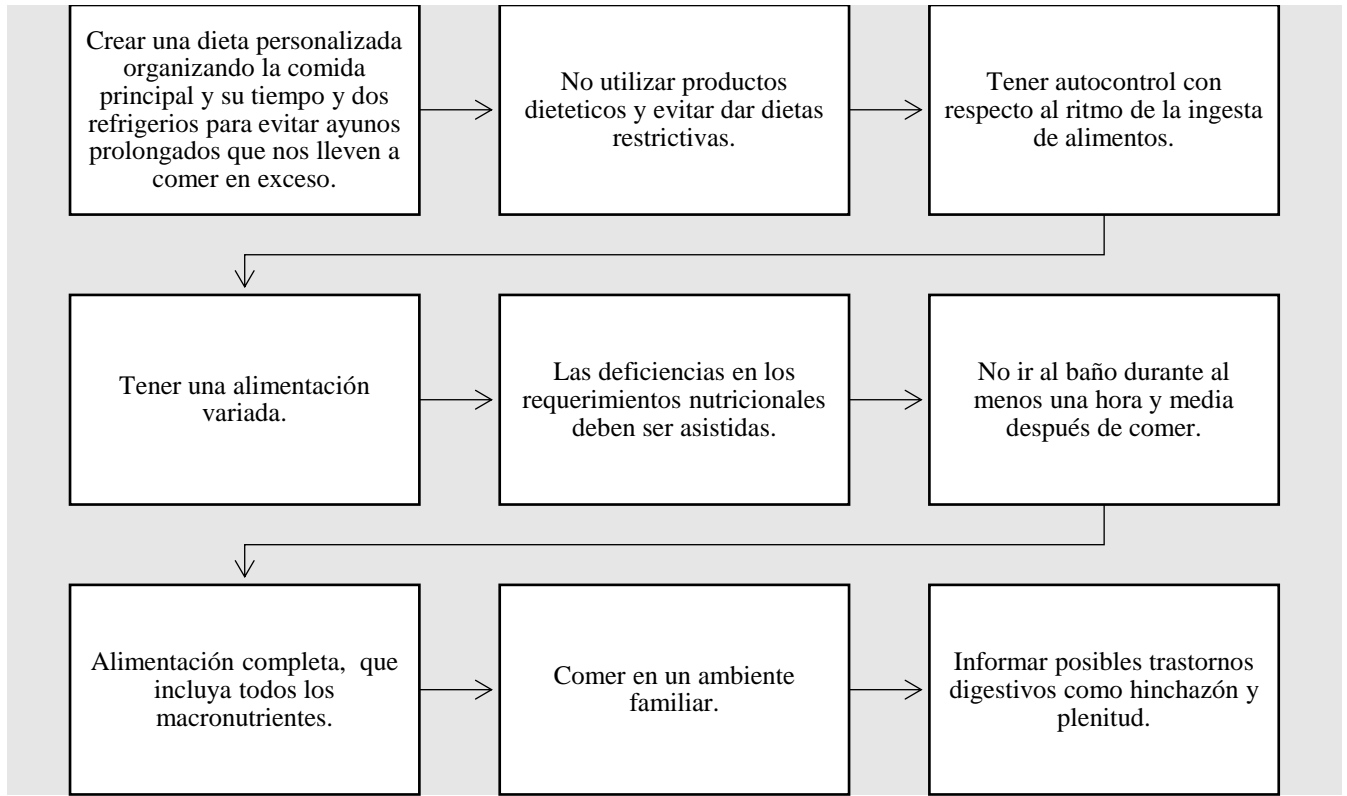 Crear una dieta personalizada
organizando la comida
principal y su tiempo y dos
refrigerios para evitar ayunos
prolongados que nos lleven a
comer en exceso.
No utilizar productos
dieteticos y evitar dar dietas
restrictivas.
Tener autocontrol con
respecto al ritmo de la ingesta
de alimentos.
Tener una alimentación
variada.
Las deficiencias en los
requerimientos nutricionales
deben ser asistidas.
No ir al baño durante al
menos una hora y media
después de comer.
Alimentación completa, que
incluya todos los
macronutrientes.
Comer en un ambiente
familiar.
Informar posibles trastornos
digestivos como hinchazón y
plenitud.